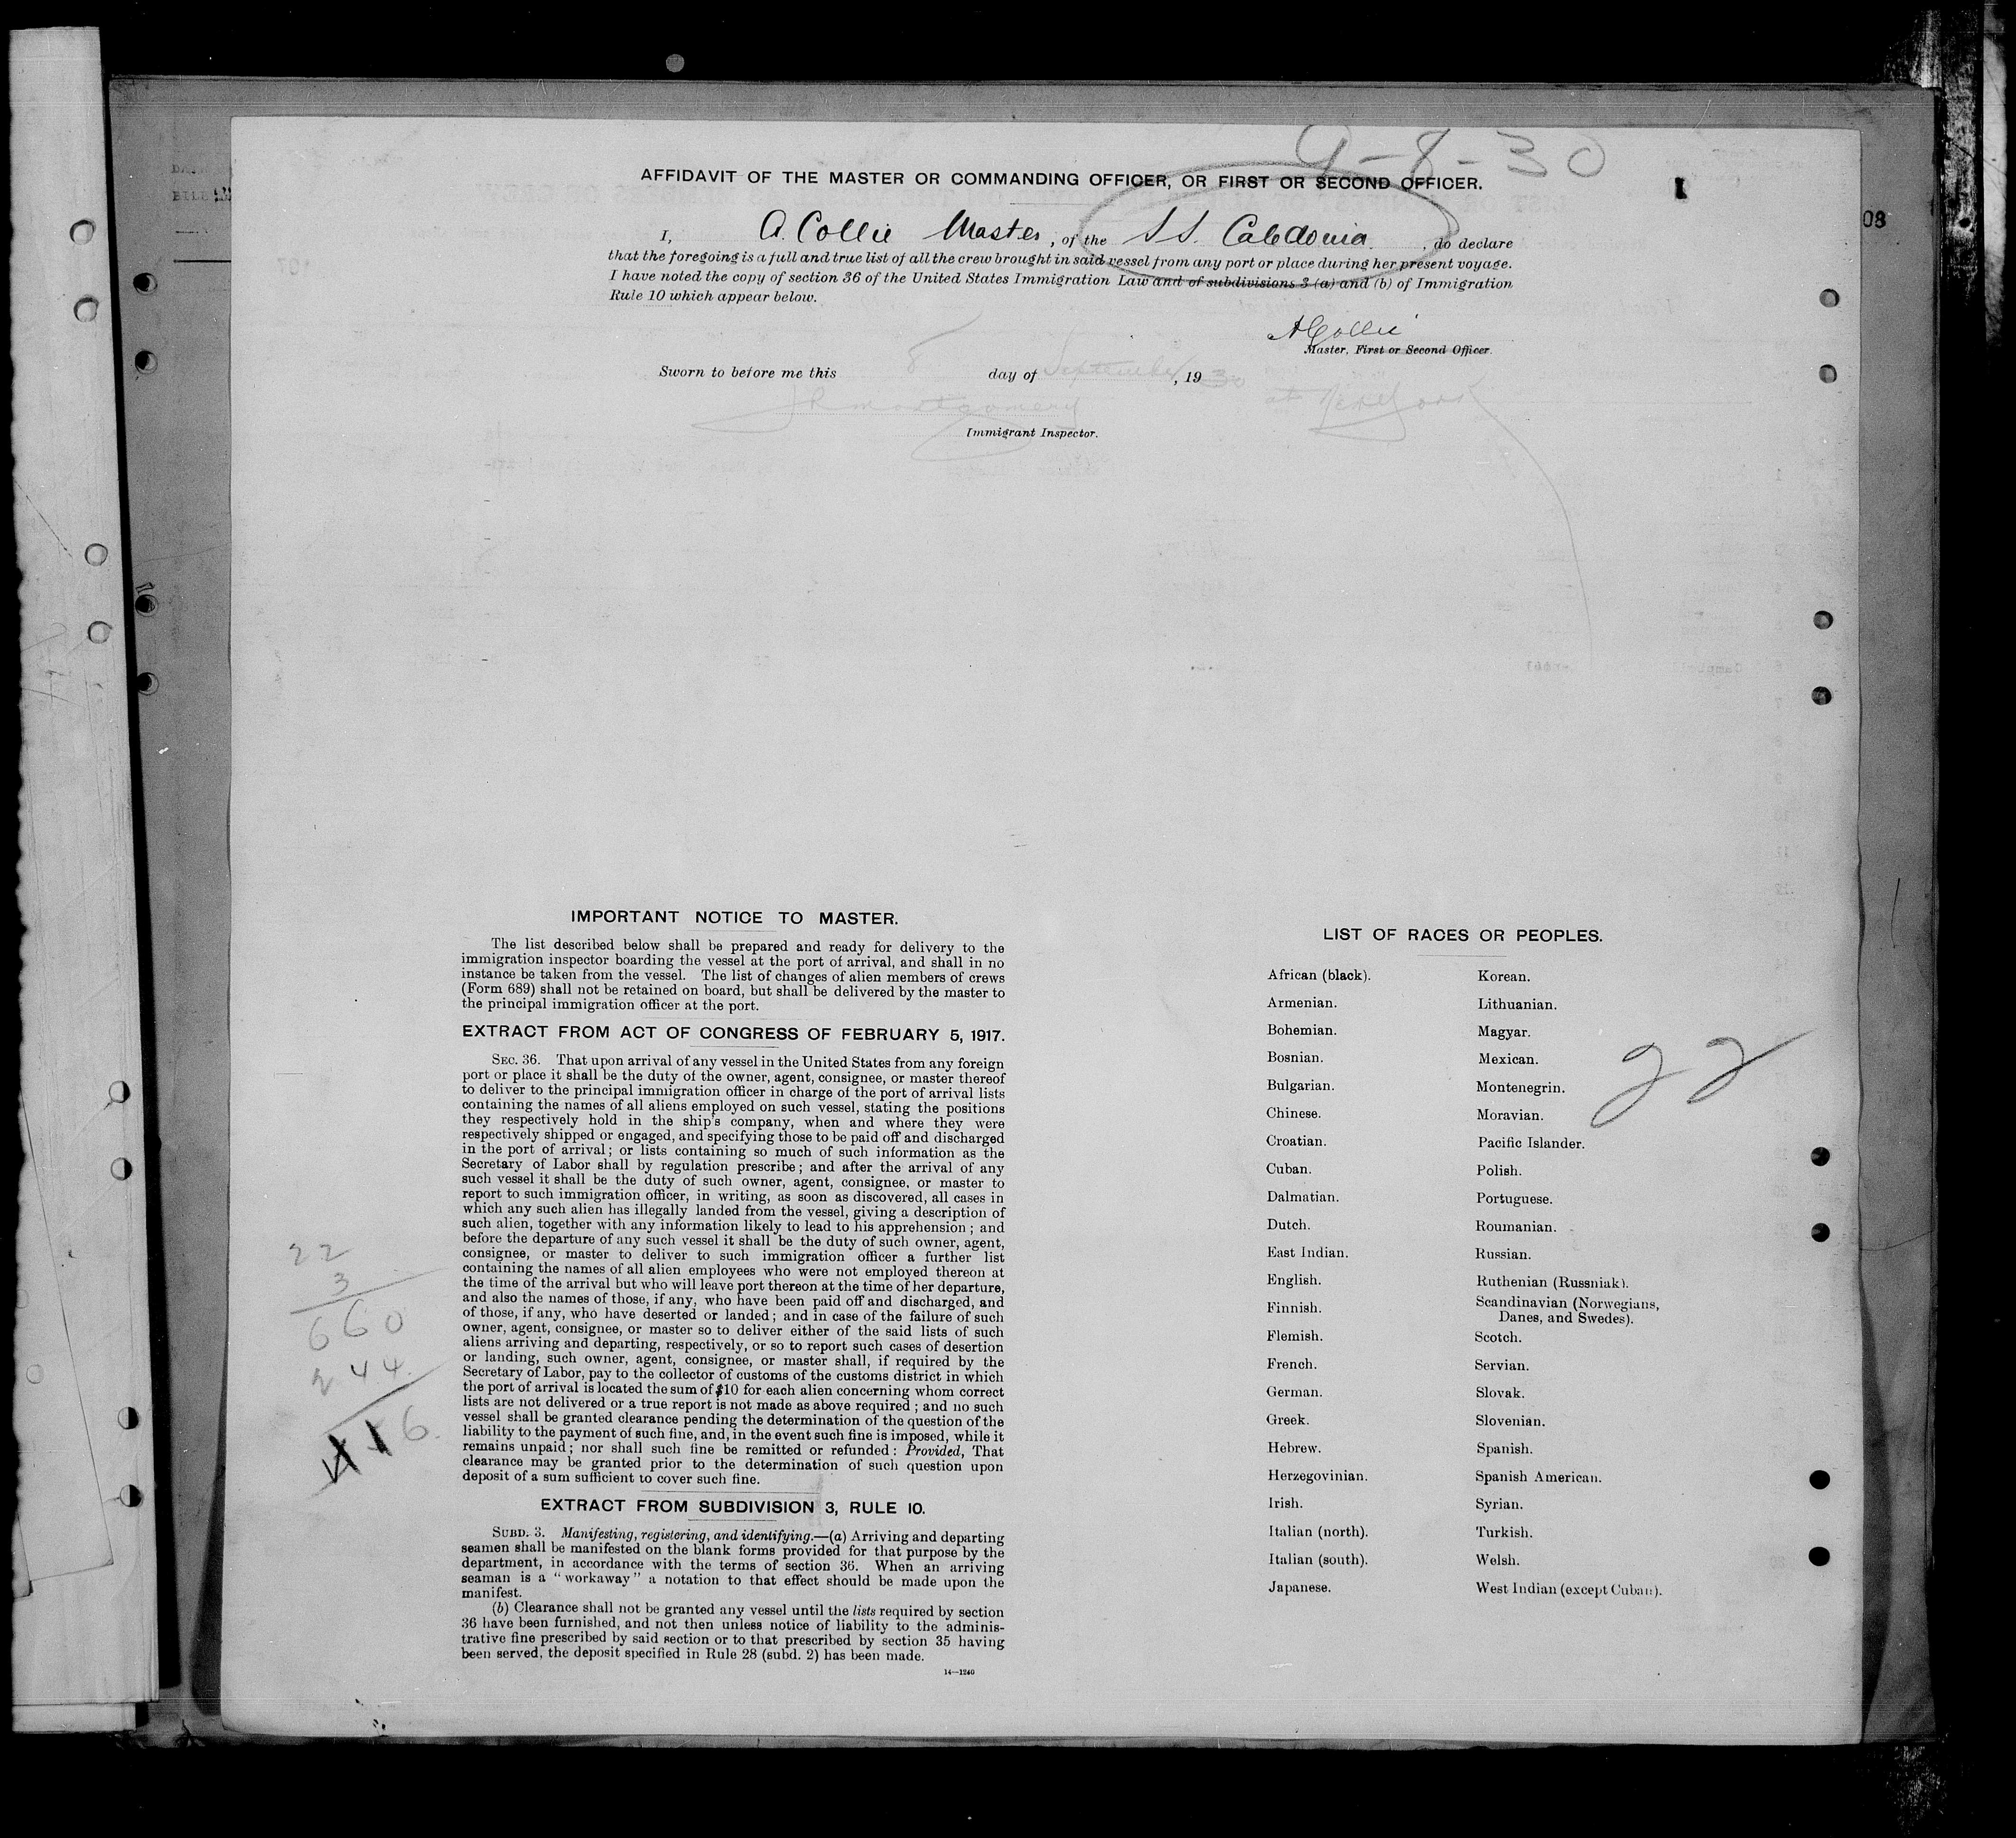 9-8-30
AFFIDAVIT OF THE MASTER OR COMMANDING OFFICER, OR FIRST OR SECOND OFFICER.
I, A. Collie Master, of the S.S. Caledonia, do declare
that the foregoing is a full and true list of all the crew brought in said vessel from any port or place during her present voyage.
I have noted the copy of section 36 of the United States Immigration Law and of subdivisions 3 (a) and (b) of Immigration
Rule 10 which appear below.
A Collie
Master, First or Second Officer.
Sworn to before me this 8 day of September, 1930
at New York
Montgomery
Immigrant Inspector.
IMPORTANT NOTICE TO MASTER.
The list described below shall be prepared and ready for delivery to the
immigration inspector boarding the vessel at the port of arrival, and shall in no
instance be taken from the vessel. The list of changes of alien members of crews
(Form 689) shall not be retained on board, but shall be delivered by the master to
the principal immigration officer at the port.
EXTRACT FROM ACT OF CONGRESS OF FEBRUARY 5, 1917.
SEC. 36. That upon arrival of any vessel in the United States from any foreign
port or place it shall be the duty of the owner, agent, consignee, or master thereof
to deliver to the principal immigration officer in charge of the port of arrival lists
containing the names of all aliens employed on such vessel, stating the positions
they respectively hold in the ship's company, when and where they were
respectively shipped or engaged, and specifying those to be paid off and discharged
in the port of arrival; or lists containing so much of such information as the
Secretary of Labor shall by regulation prescribe; and after the arrival of any
such vessel it shall be the duty of such owner, agent, consignee, or master to
report to such immigration officer, in writing, as soon as discovered, all cases in
which any such alien has illegally landed from the vessel, giving a description of
such alien, together with any information likely to lead to his apprehension; and
before the departure of any such vessel it shall be the duty of such owner, agent,
consignee, or master to deliver to such immigration officer a further list
containing the names of all alien employees who were not employed thereon at
the time of the arrival but who will leave port thereon at the time of her departure,
and also the names of those, if any, who have been paid off and discharged, and
of those, if any, who have deserted or landed; and in case of the failure of such
owner, agent, consignee, or master so to deliver either of the said lists of such
aliens arriving and departing, respectively, or so to report such cases of desertion
or landing, such owner, agent, consignee, or master shall, if required by the
Secretary of Labor, pay to the collector of customs of the customs district in which
the port of arrival is located the sum of $10 for each alien concerning whom correct
lists are not delivered or a true report is not made as above required; and no such
vessel shall be granted clearance pending the determination of the question of the
liability to the payment of such fine, and, in the event such fine is imposed, while it
remains unpaid; nor shall such fine be remitted or refunded: Provided, That
clearance may be granted prior to the determination of such question upon
deposit of a sum sufficient to cover such fine.
EXTRACT FROM SUBDIVISION 3, RULE 10.
SUBD. 3. Manifesting, registering, and identifying.—(a) Arriving and departing
seamen shall be manifested on the blank forms provided for that purpose by the
department, in accordance with the terms of section 36. When an arriving
seaman is a "workaway" a notation to that effect should be made upon the
manifest.
(b) Clearance shall not be granted any vessel until the lists required by section
36 have been furnished, and not then unless notice of liability to the adminis-
trative fine prescribed by said section or to that prescribed by section 35 having
been served, the deposit specified in Rule 28 (subd. 2) has been made.
14—1240
22
3
660
244
LIST OF RACES OR PEOPLES.
African (black).
Armenian.
Bohemian.
Bosnian.
Bulgarian.
Chinese.
Croatian.
Cuban.
Dalmatian.
Dutch.
East Indian.
English.
Finnish.
Flemish.
French.
German.
Greek.
Hebrew.
Herzegovinian.
Irish.
Italian (north).
Italian (south).
Japanese.
Korean.
Lithuanian.
Magyar.
Mexican.
Montenegrin.
Moravian.
Pacific Islander.
Polish.
Portuguese.
Roumanian.
Russian.
Ruthenian (Russniak).
Scandinavian (Norwegians,
Danes, and Swedes).
Scotch.
Servian.
Slovak.
Slovenian.
Spanish.
Spanish American.
Syrian.
Turkish.
Welsh.
West Indian (except Cuban).
22
08